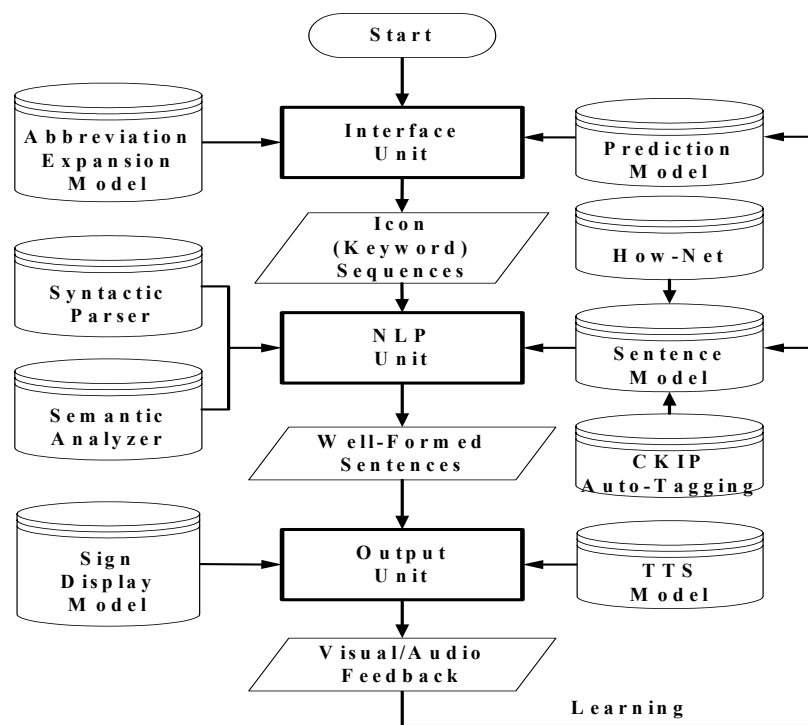 Start
Abbreviation
Expansion
Model
Interface
Unit
Prediction
Model
Icon
(Keyword)
Sequences
How-Net
Syntactic
Parser
NLP
Unit
Sentence
Model
Semantic
Analyzer
Well-Formed
Sentences
CKIP
Auto-Tagging
Sign
Display
Model
Output
Unit
TTS
Model
Visual/Audio
Feedback
Learning